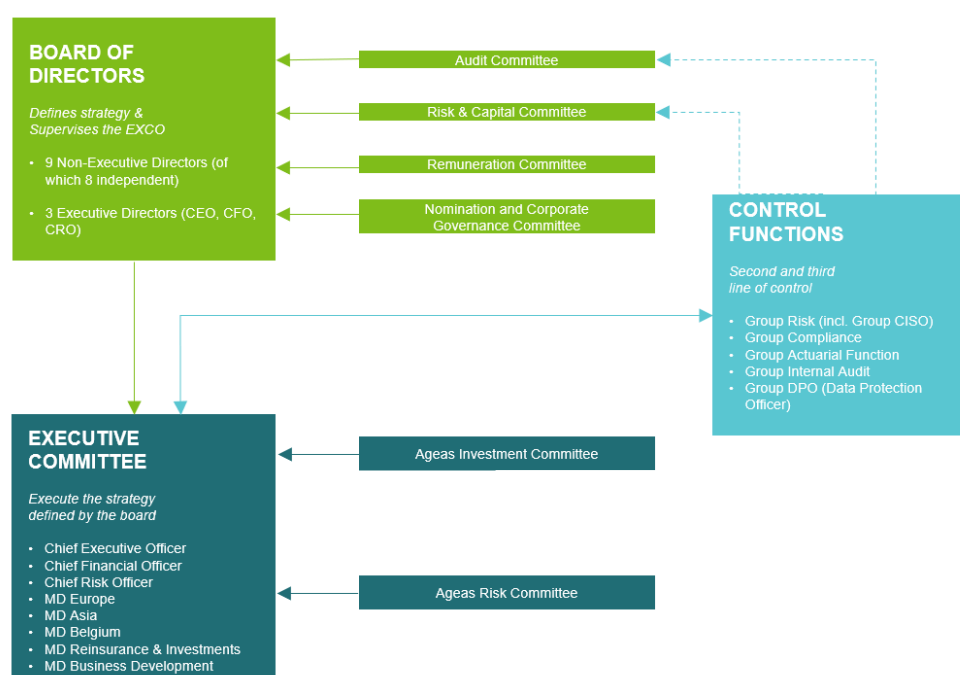 BOARD OF
DIRECTORS
Defines strategy &
Supervises the EXCO
• 9 Non-Executive Directors (of
which 8 independent)
• 3 Executive Directors (CEO, CFO,
CRO)
Audit Committee
Risk & Capital Committee
Remuneration Committee
Nomination and Corporate
Governance Committee
CONTROL
FUNCTIONS
Second and third
line of control
• Group Risk (incl. Group CISO)
• Group Compliance
• Group Actuarial Function
• Group Internal Audit
• Group DPO (Data Protection
Officer)
EXECUTIVE
COMMITTEE
Execute the strategy
defined by the board
• Chief Executive Officer
• Chief Financial Officer
• Chief Risk Officer
• MD Europe
• MD Asia
• MD Belgium
• MD Reinsurance & Investments
• MD Business Development
Ageas Investment Committee
Ageas Risk Committee